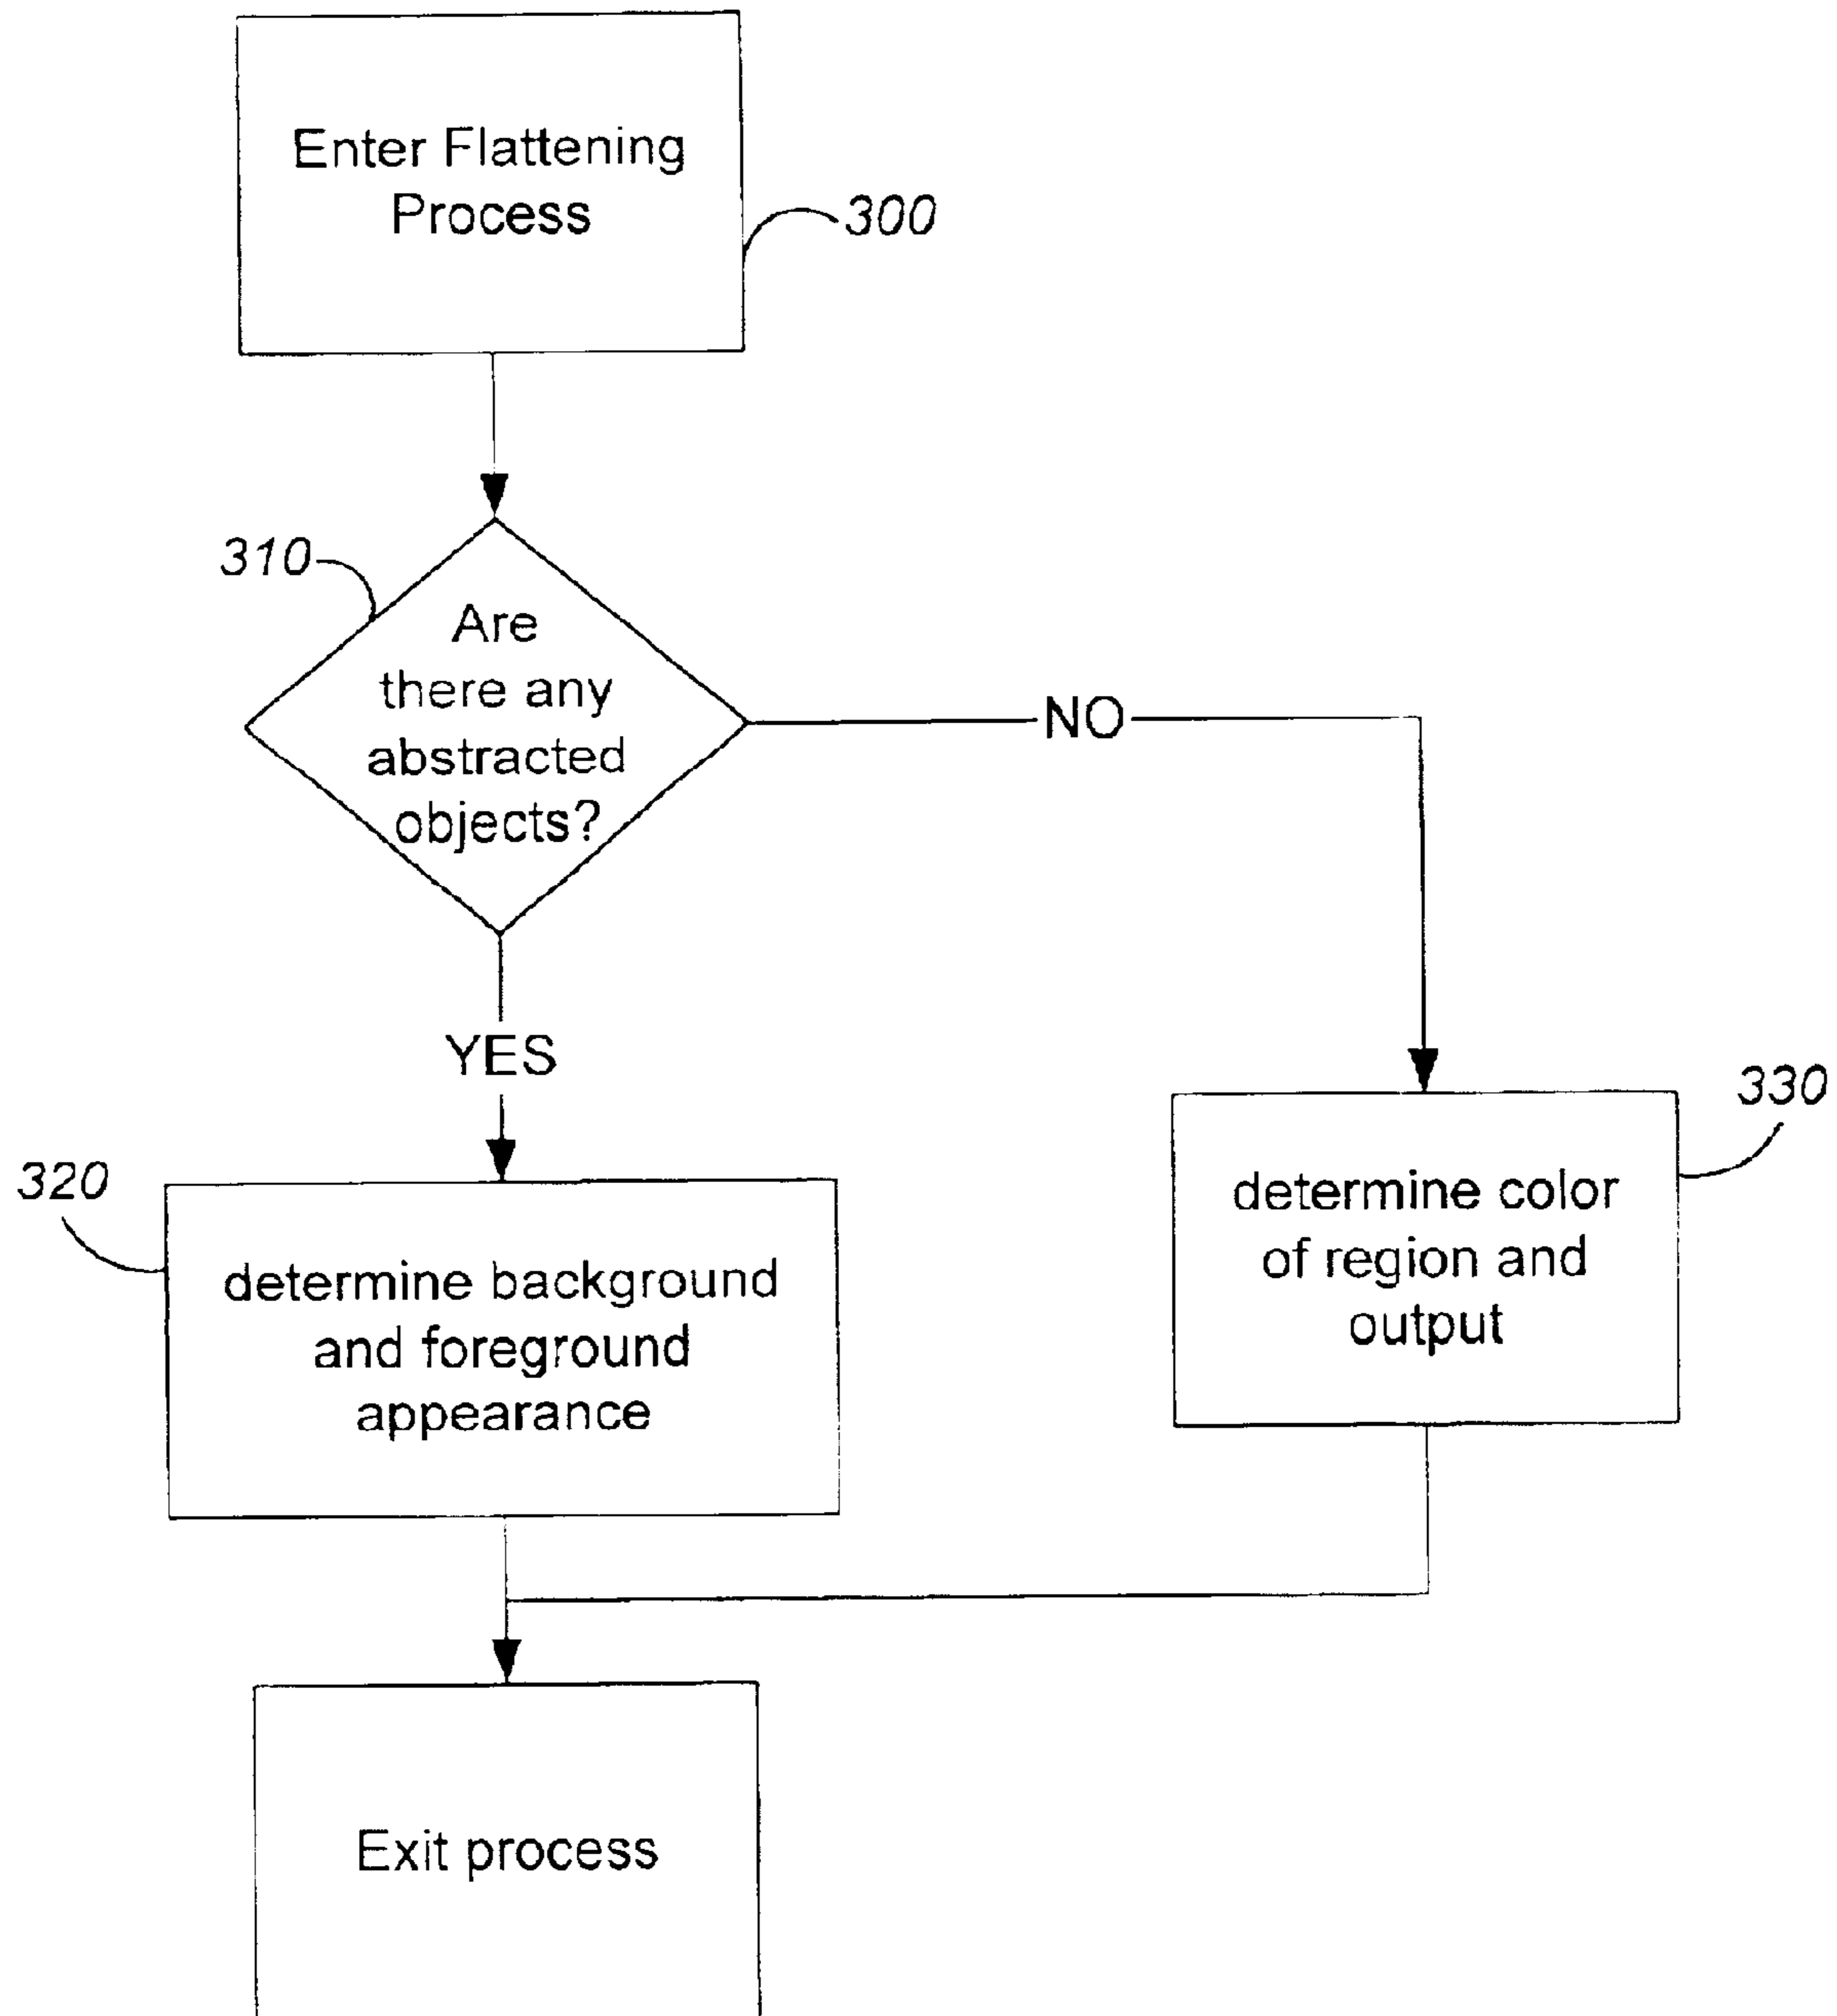 Enter Flattening
Process
300
310
Are
there any
abstracted
objects?
NO
YES
330
determine color
of region and
output
320
determine background
and foreground
appearance
Exit process